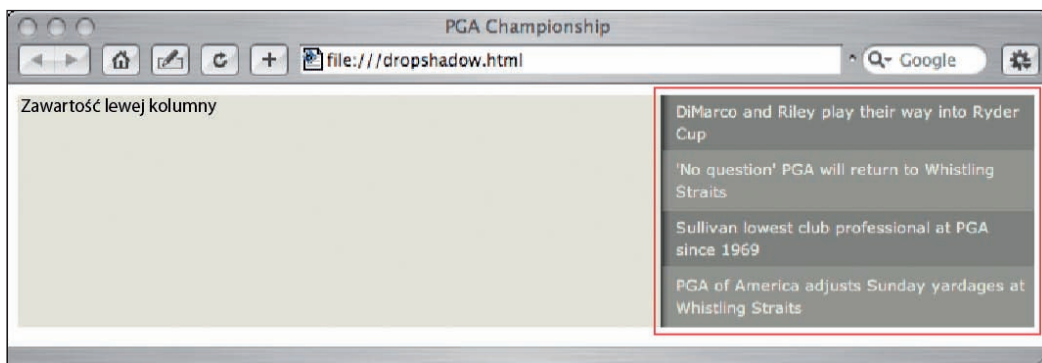 PGA Championship
file:///dropshadow.html
Google
Zawartość lewej kolumny
DiMarco and Riley play their way into Ryder
Cup
'No question' PGA will return to Whistling
Straits
Sullivan lowest club professional at PGA
since 1969
PGA of America adjusts Sunday yardages at
Whistling Straits